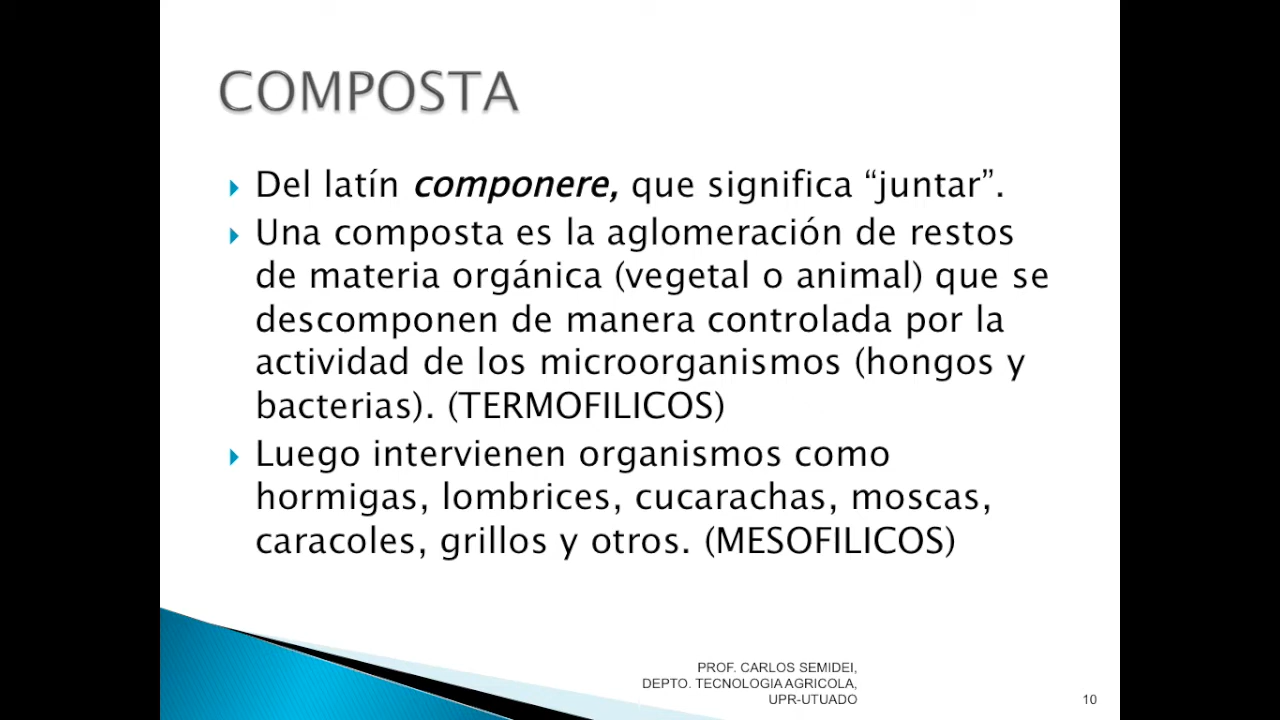 COMPOSTA
Del latín componere, que significa “juntar”.
Una composta es la aglomeración de restos
de materia orgánica (vegetal o animal) que se
descomponen de manera controlada por la
actividad de los microorganismos (hongos y
bacterias). (TERMOFILICOS)
Luego intervienen organismos como
hormigas, lombrices, cucarachas, moscas,
caracoles, grillos y otros. (MESOFILICOS)
PROF. CARLOS SEMIDEI,
DEPTO. TECNOLOGIA AGRICOLA,
UPR-UTUADO
10